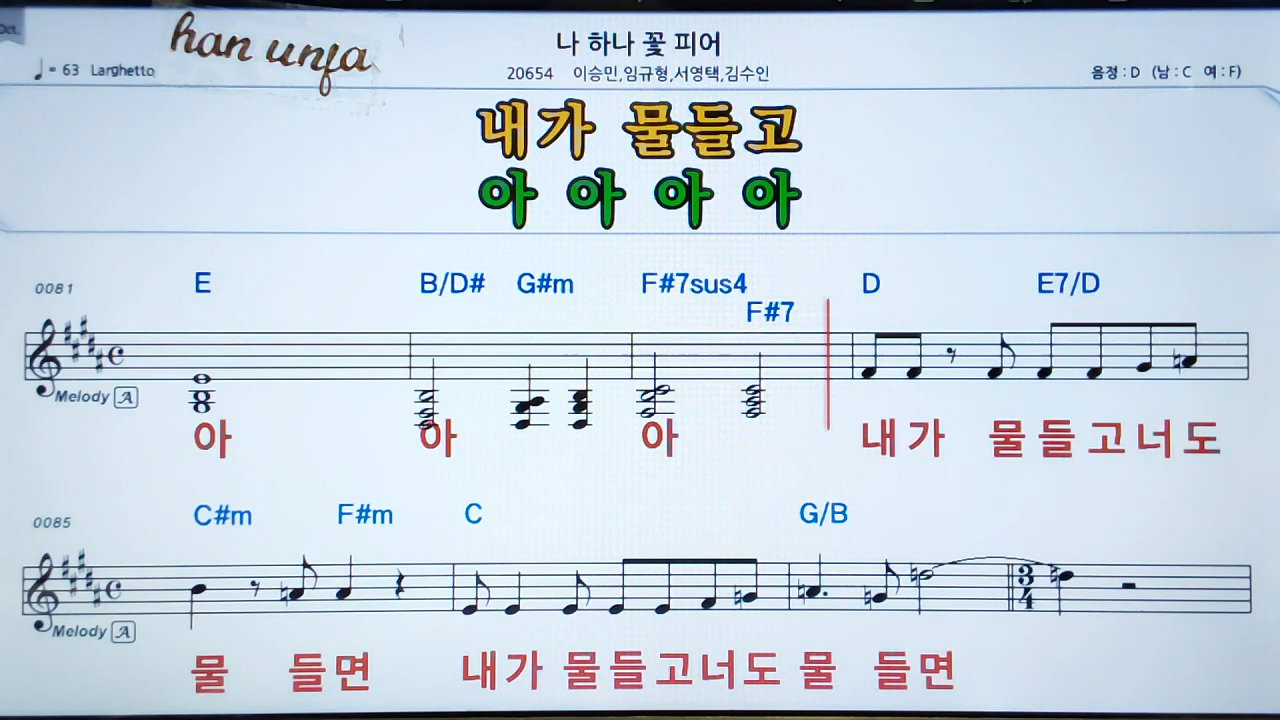 Oct.
han unfa
나 하나 꽃 피어
♩= 63 Larghetto
20654 이승민,임규형,서영택,김수인
음정 : D (남 : C 여 : F)
내가 물들고
아 아 아 아
0081 E B/D# G#m F#7sus4 D E7/D
F#7
Melody A
아 아 아 내가 물들고너도
0085 C#m F#m C G/B
3/4
Melody A
물 들면 내가 물들고너도 물 들면